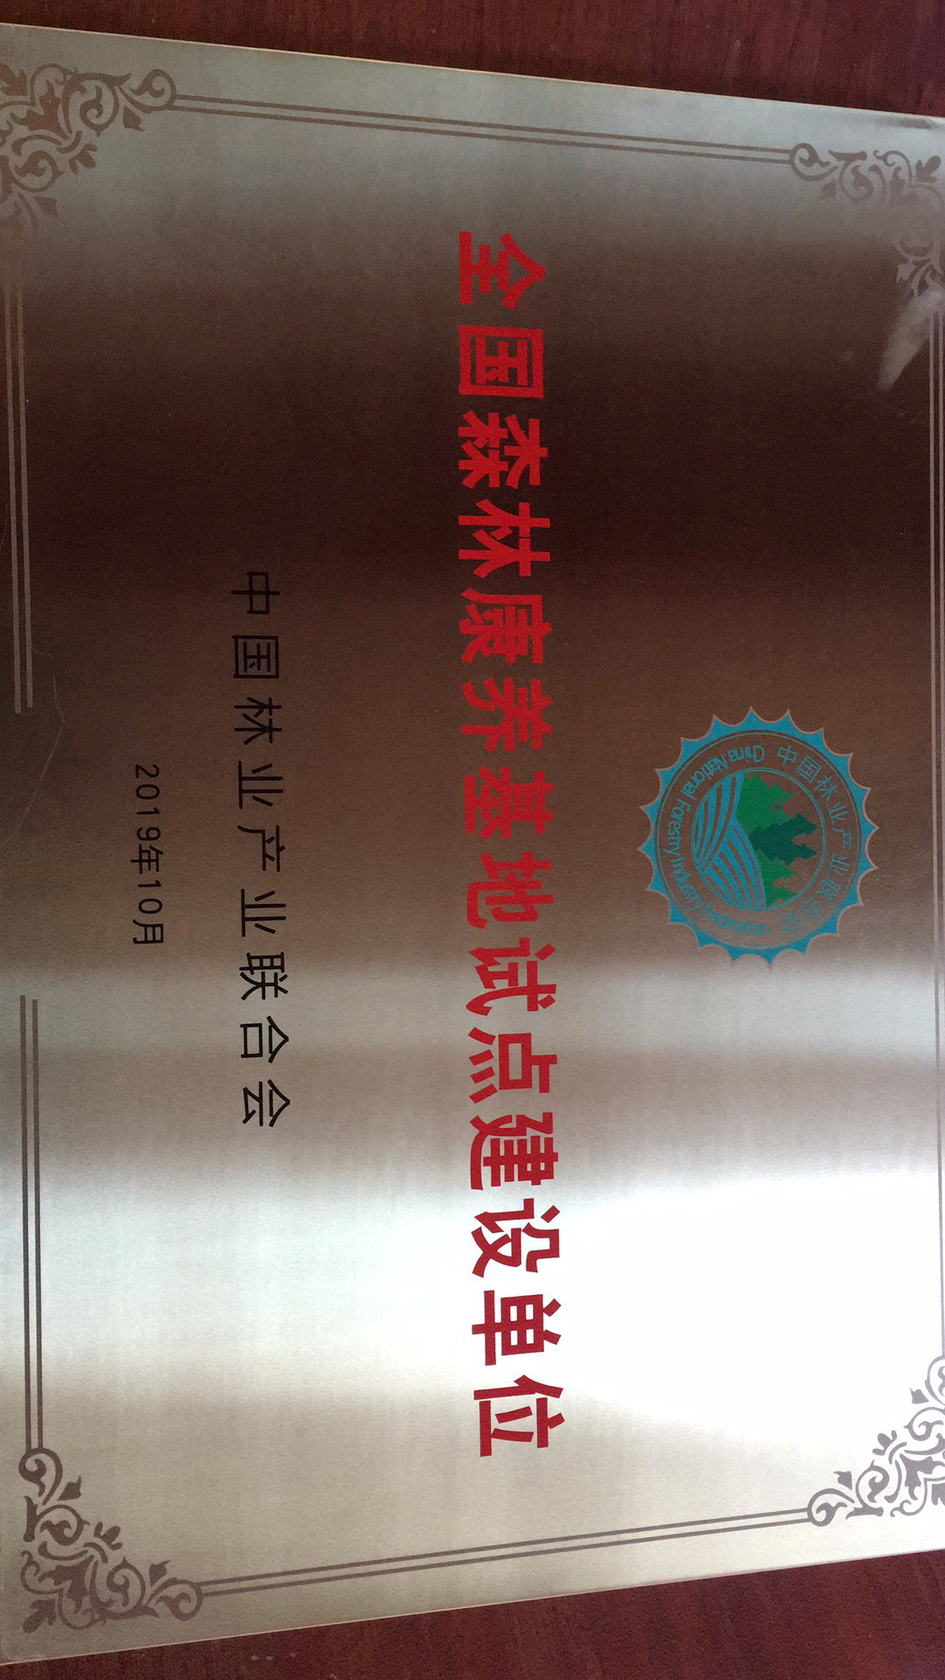 中国林业产业联合会
China National Forestry Industry Federation
全国森林康养基地试点建设单位
中国林业产业联合会
2019年10月